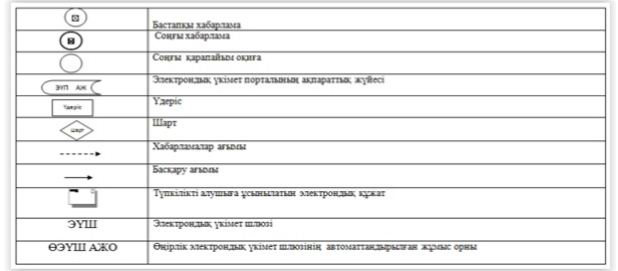 Бастапқы хабарлама
Соңғы хабарлама
Соңғы қарапайым оқиға
ЭҮП АЖ
Электрондық үкімет порталының ақпараттық жүйесі
Үдеріс
Үдеріс
Шарт
Шарт
Хабарламалар ағымы
Басқару ағымы
Түпкілікті алушыға ұсынылатын электрондық құжат
ЭҮШ
Электрондық үкімет шлюзі
ӨЭҮШ АЖО
Өңірлік электрондық үкімет шлюзінің автоматтандырылған жұмыс орны